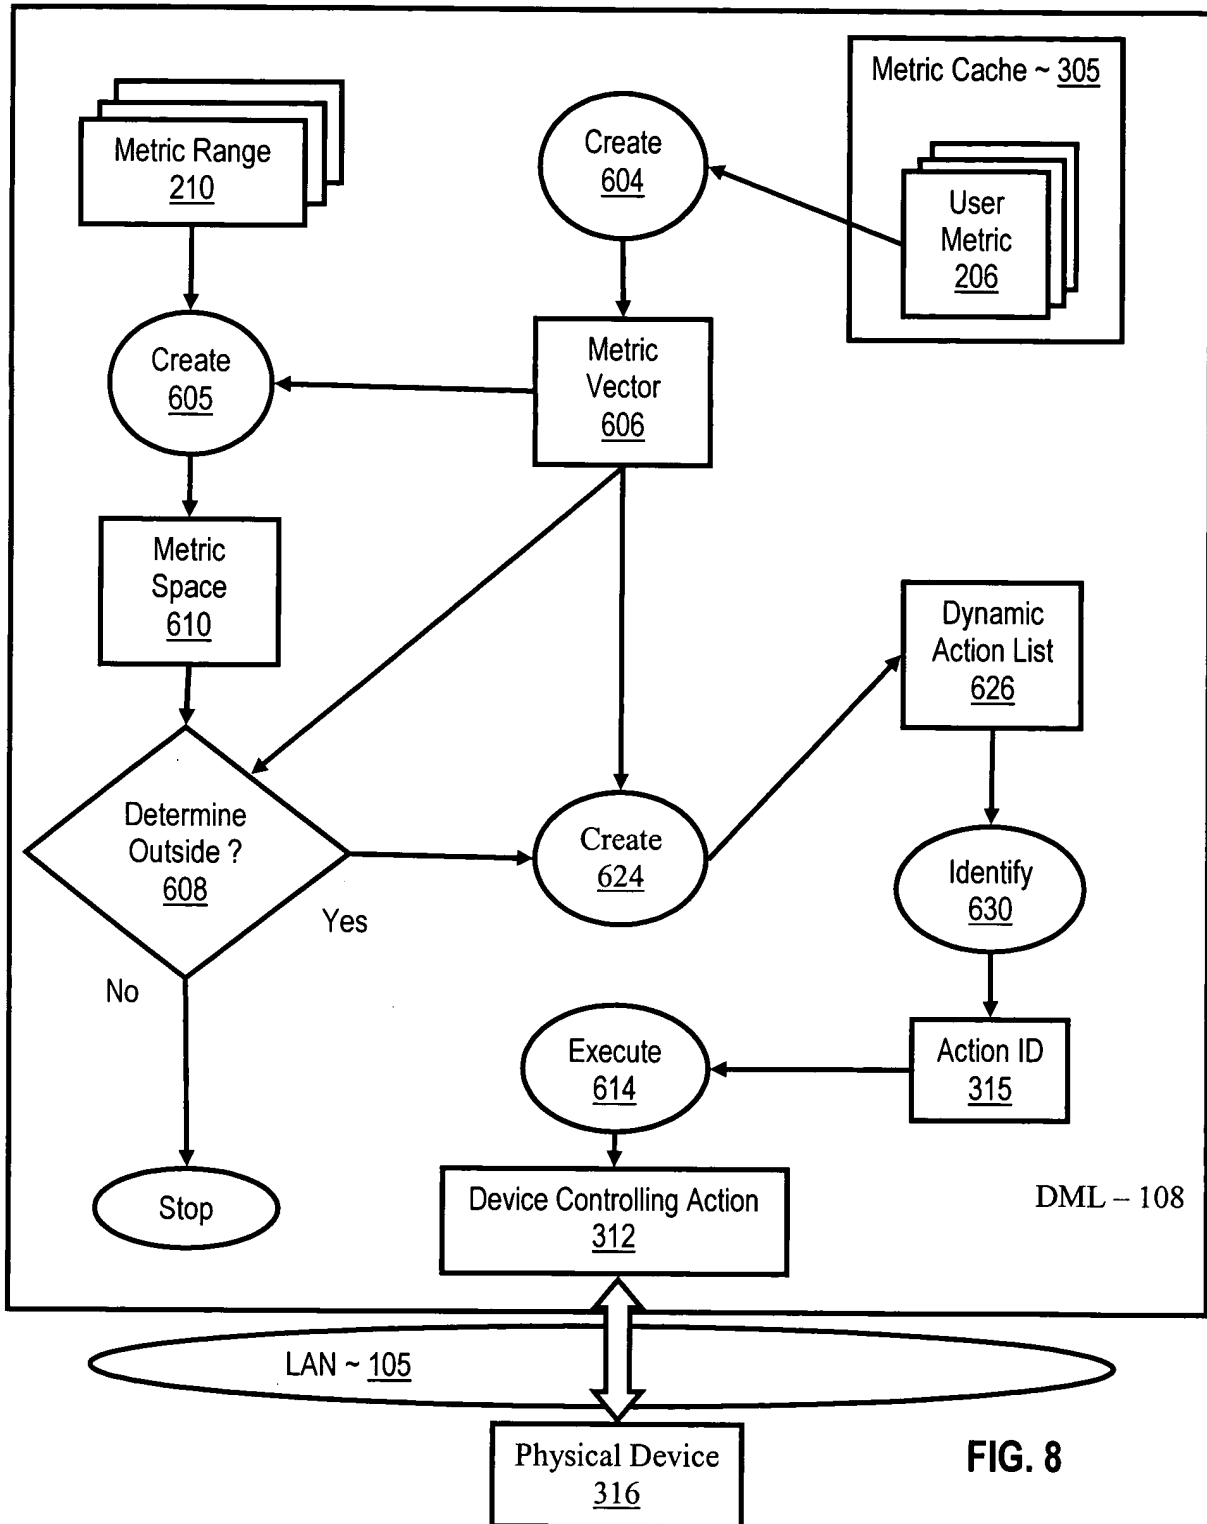 Metric Cache ~ 305
Metric Range
210
Create
604
User
Metric
206
Create
605
Metric
Vector
606
Metric
Space
610
Dynamic
Action List
626
Determine
Outside ?
608
Create
624
Identify
630
Yes
No
Execute
614
Action ID
315
Stop
Device Controlling Action
312
DML – 108
LAN ~ 105
Physical Device
316
FIG. 8